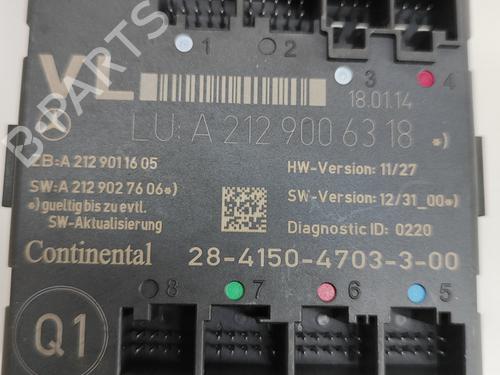 1 2 3 4
VL
18.01.14
LU: A 212 900 63 18 *)
ZB: A 212 901 16 05
HW-Version: 11/27
SW: A 212 902 76 06*)
SW-Version: 12/31_00*)
*) gueltig bis zu evtl.
SW-Aktualisierung
Diagnostic ID: 0220
Continental 28-4150-4703-3-00
8 7 6 5
Q1
B-PARTS